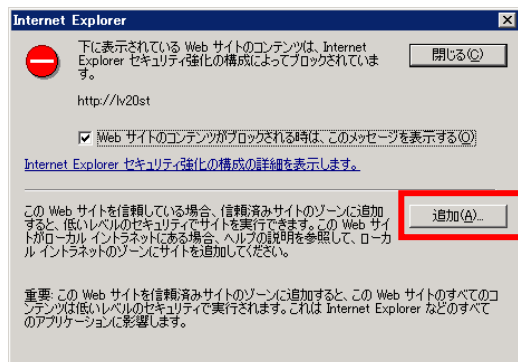 Internet Explorer
下に表示されている Web サイトのコンテンツは、Internet
Explorer セキュリティ強化の構成によってブロックされていま
す。
閉じる(C)
http://lv20st
Web サイトのコンテンツがブロックされる時は、このメッセージを表示する(O)
Internet Explorer セキュリティ強化の構成の詳細を表示します。
この Web サイトを信頼している場合、信頼済みサイトのゾーンに追加
すると、低いレベルのセキュリティでサイトを実行できます。この Web サイ
トがローカル イントラネットにある場合、ヘルプの説明を参照して、ローカ
ル イントラネットのゾーンにサイトを追加してください。
追加(A)...
重要: この Web サイトを信頼済みサイトのゾーンに追加すると、この Web サイトのすべてのコ
ンテンツは低いレベルのセキュリティで実行されます。これは Internet Explorer などのすべて
のアプリケーションに影響します。